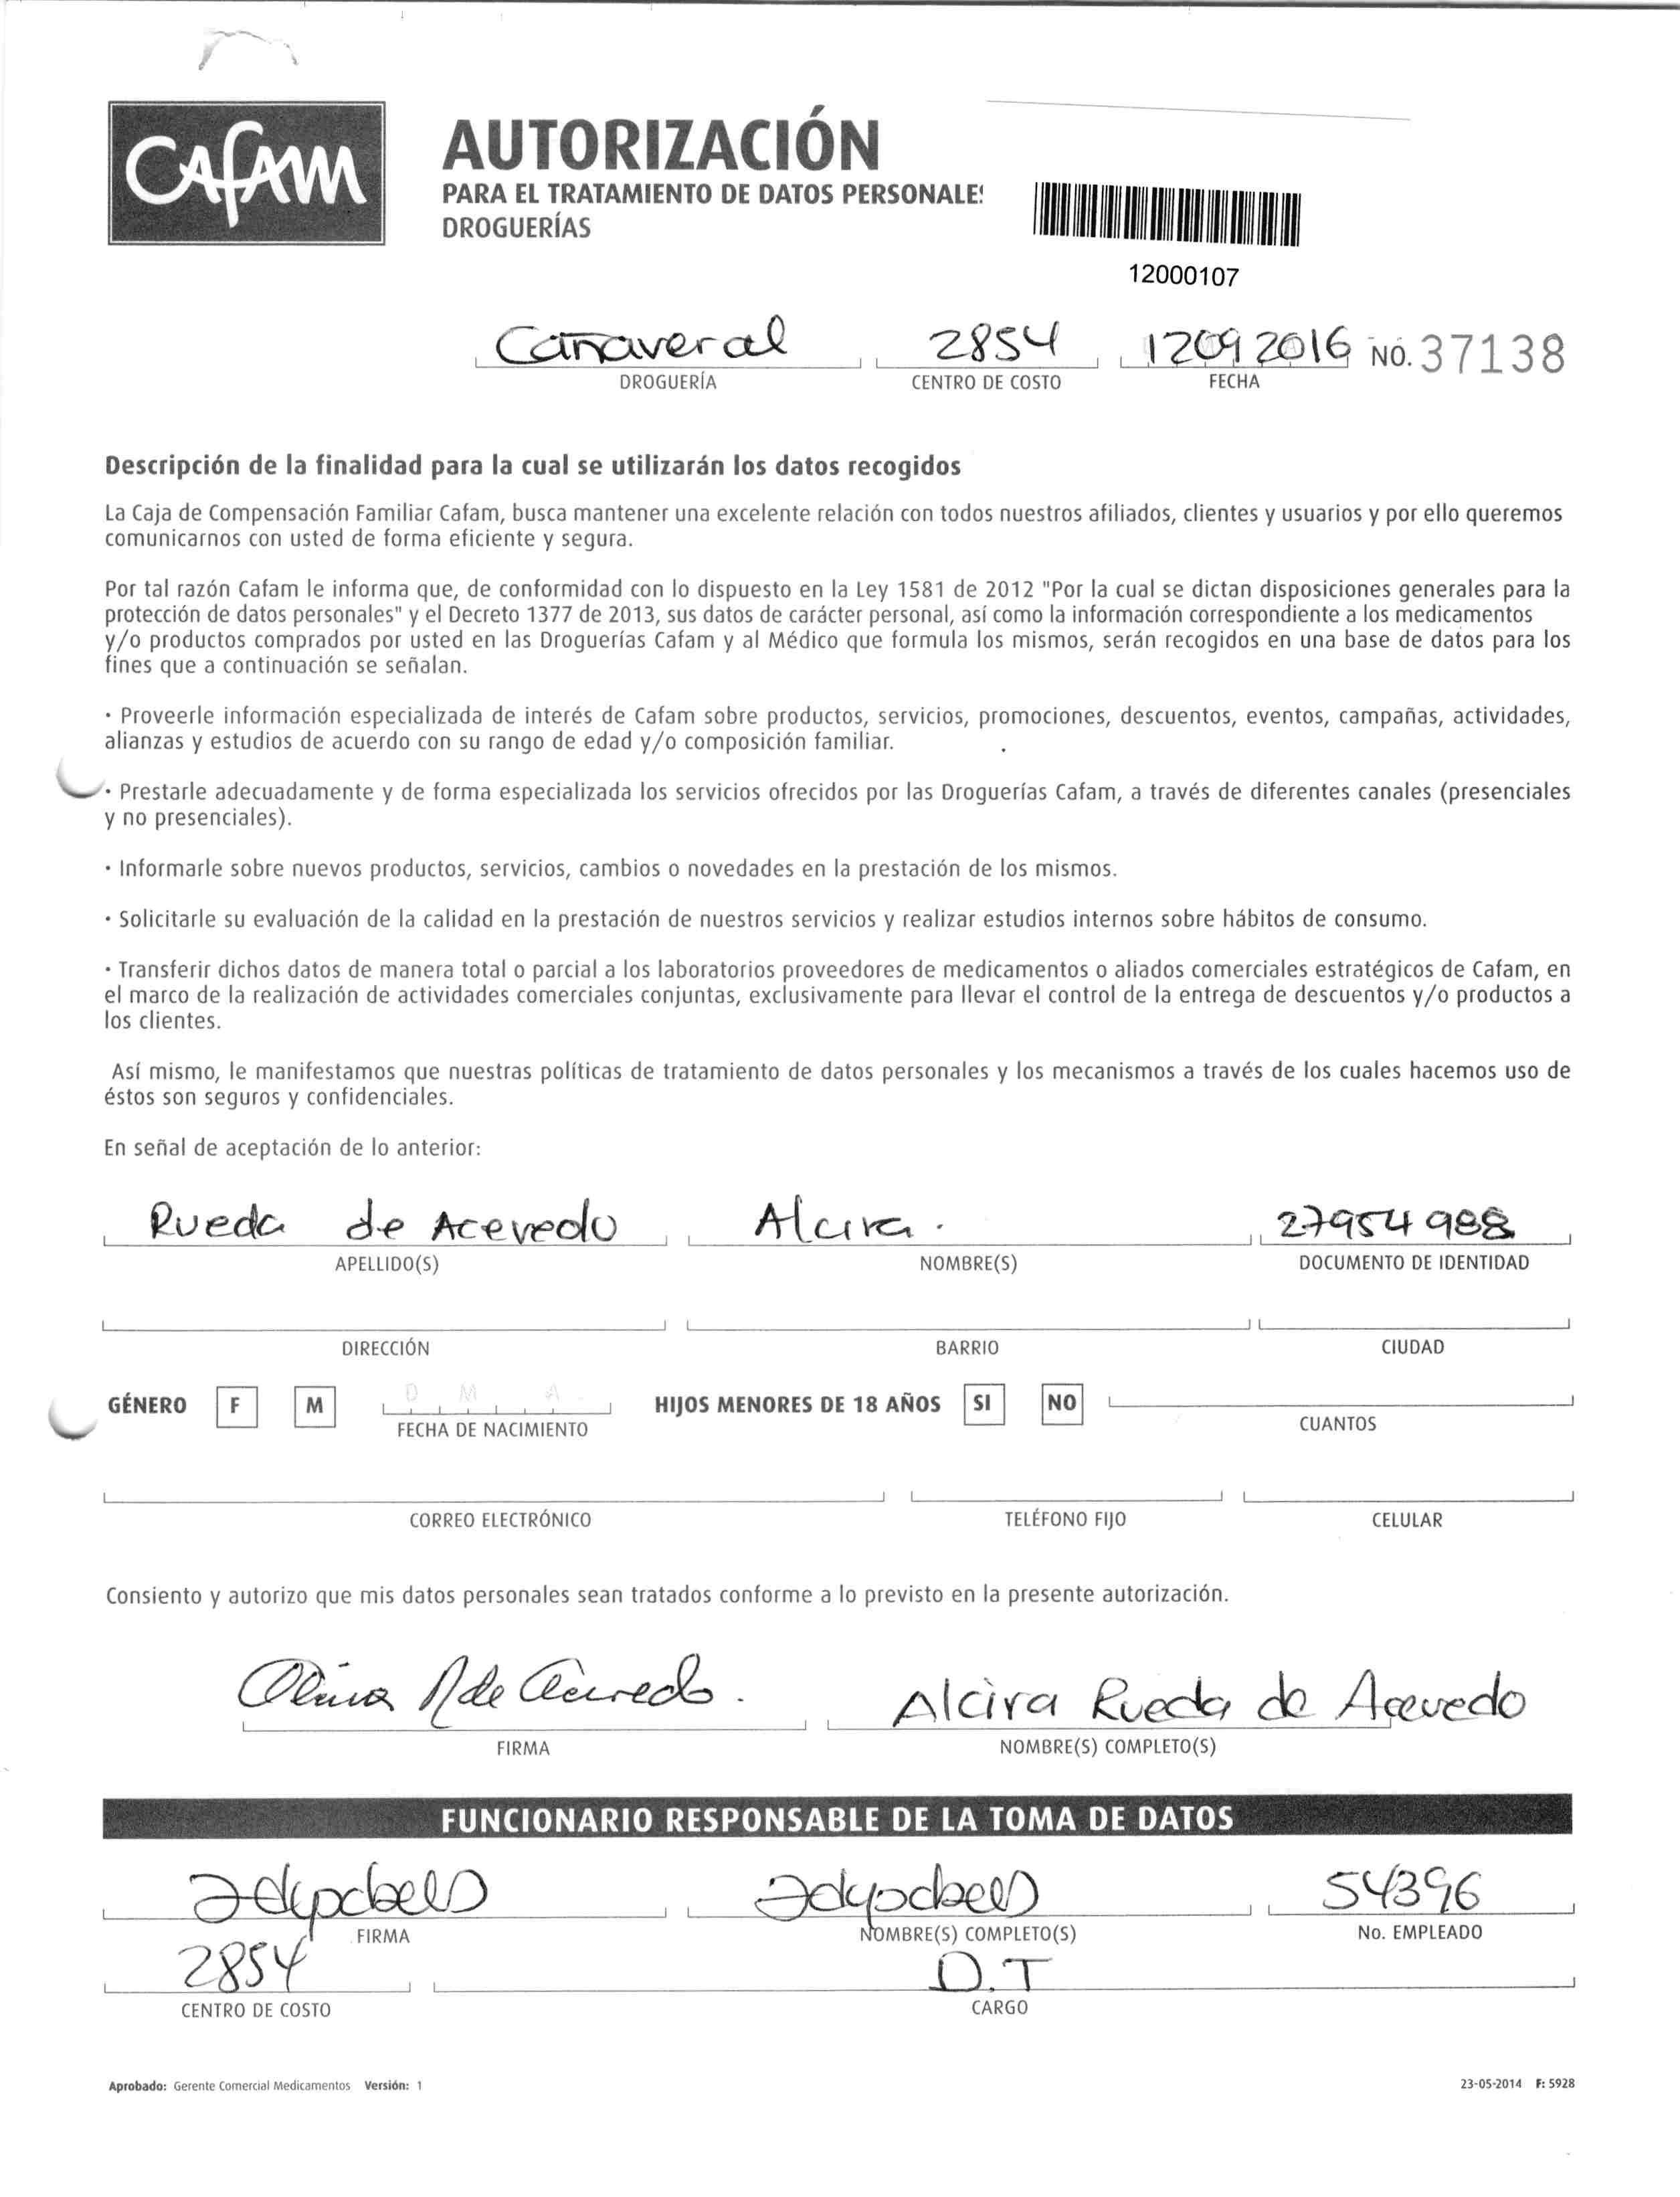 Cafam
AUTORIZACIÓN
PARA EL TRATAMIENTO DE DATOS PERSONALE
DROGUERÍAS
12000107
Cañaveral 2854 12092016 NO. 37138
DROGUERÍA CENTRO DE COSTO FECHA
Descripción de la finalidad para la cual se utilizarán los datos recogidos
La Caja de Compensación Familiar Cafam, busca mantener una excelente relación con todos nuestros afiliados, clientes y usuarios y por ello queremos
comunicarnos con usted de forma eficiente y segura.
Por tal razón Cafam le informa que, de conformidad con lo dispuesto en la Ley 1581 de 2012 "Por la cual se dictan disposiciones generales para la
protección de datos personales" y el Decreto 1377 de 2013, sus datos de carácter personal, así como la información correspondiente a los medicamentos
y/o productos comprados por usted en las Droguerías Cafam y al Médico que formula los mismos, serán recogidos en una base de datos para los
fines que a continuación se señalan.
• Proveerle información especializada de interés de Cafam sobre productos, servicios, promociones, descuentos, eventos, campañas, actividades,
alianzas y estudios de acuerdo con su rango de edad y/o composición familiar.
• Prestarle adecuadamente y de forma especializada los servicios ofrecidos por las Droguerías Cafam, a través de diferentes canales (presenciales
y no presenciales).
• Informarle sobre nuevos productos, servicios, cambios o novedades en la prestación de los mismos.
• Solicitarle su evaluación de la calidad en la prestación de nuestros servicios y realizar estudios internos sobre hábitos de consumo.
• Transferir dichos datos de manera total o parcial a los laboratorios proveedores de medicamentos o aliados comerciales estratégicos de Cafam, en
el marco de la realización de actividades comerciales conjuntas, exclusivamente para llevar el control de la entrega de descuentos y/o productos a
los clientes.
Así mismo, le manifestamos que nuestras políticas de tratamiento de datos personales y los mecanismos a través de los cuales hacemos uso de
éstos son seguros y confidenciales.
En señal de aceptación de lo anterior:
Rueda de Acevedo Alcira. 27954988
APELLIDO(S) NOMBRE(S) DOCUMENTO DE IDENTIDAD
DIRECCIÓN BARRIO CIUDAD
GÉNERO F M D M A HIJOS MENORES DE 18 AÑOS SI NO
FECHA DE NACIMIENTO CUANTOS
CORREO ELECTRÓNICO TELÉFONO FIJO CELULAR
Consiento y autorizo que mis datos personales sean tratados conforme a lo previsto en la presente autorización.
de Alcira Rueda de Acevedo
FIRMA NOMBRE(S) COMPLETO(S)
FUNCIONARIO RESPONSABLE DE LA TOMA DE DATOS
54396
FIRMA NOMBRE(S) COMPLETO(S) No. EMPLEADO
2854 D.T
CENTRO DE COSTO CARGO
Aprobado: Gerente Comercial Medicamentos Versión: 1 23-05-2014 F: 5928